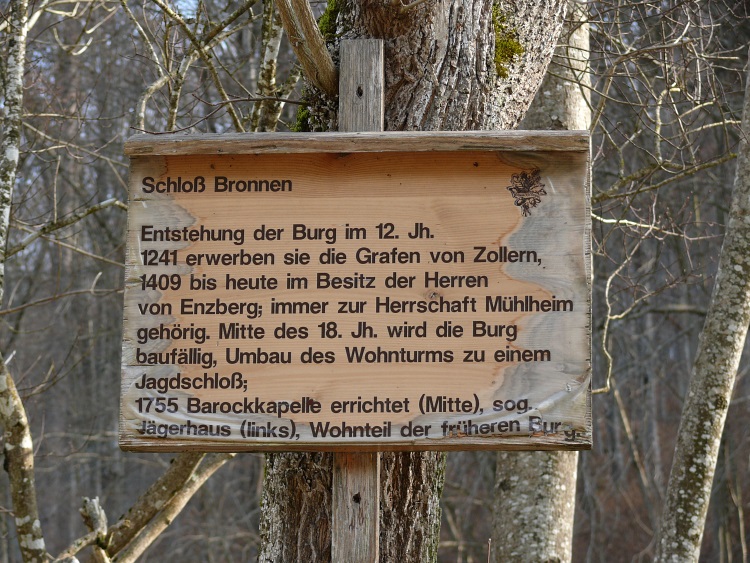 Schloß Bronnen
Entstehung der Burg im 12. Jh.
1241 erwerben sie die Grafen von Zollern,
1409 bis heute im Besitz der Herren
von Enzberg; immer zur Herrschaft Mühlheim
gehörig. Mitte des 18. Jh. wird die Burg
baufällig, Umbau des Wohnturms zu einem
Jagdschloß;
1755 Barockkapelle errichtet (Mitte), sog.
Jägerhaus (links), Wohnteil der früheren Burg.